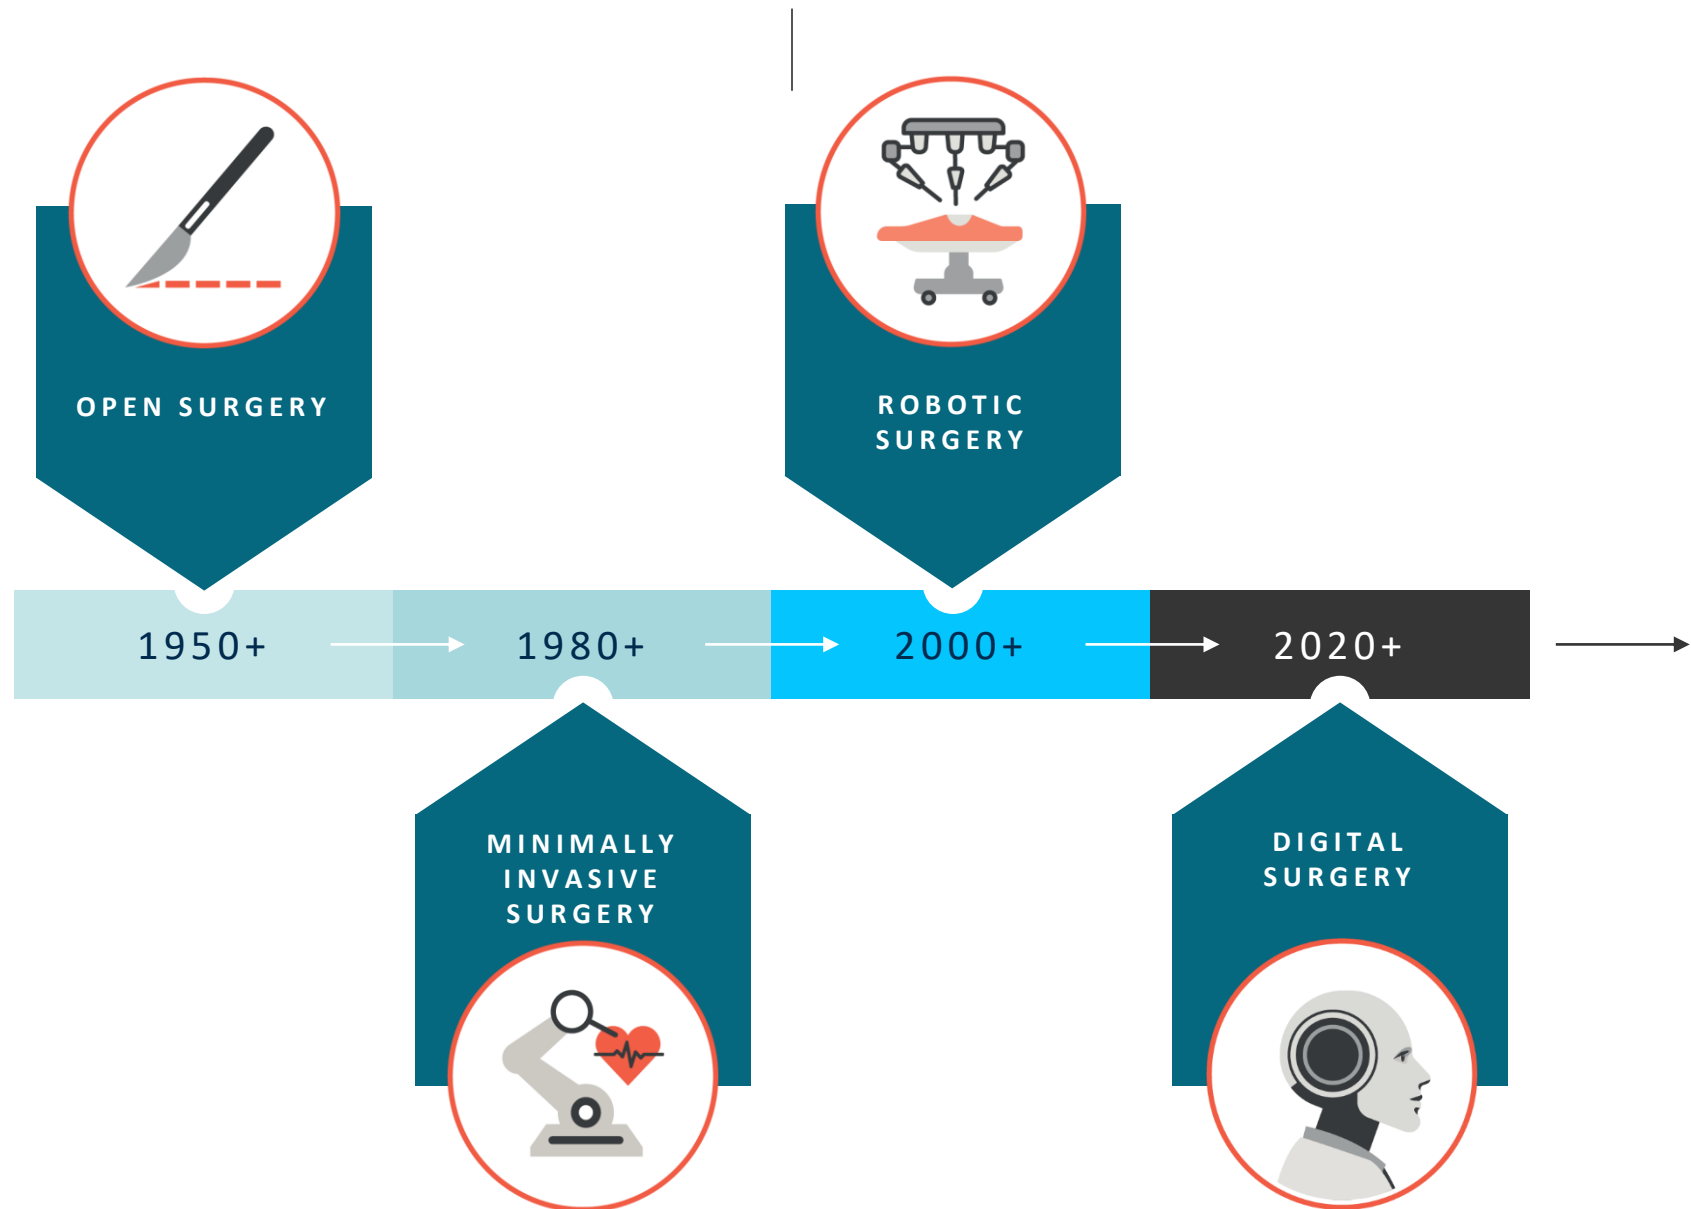 OPEN SURGERY
ROBOTIC
SURGERY
1950+
1980+
2000+
2020+
MINIMALLY
INVASIVE
SURGERY
DIGITAL
SURGERY